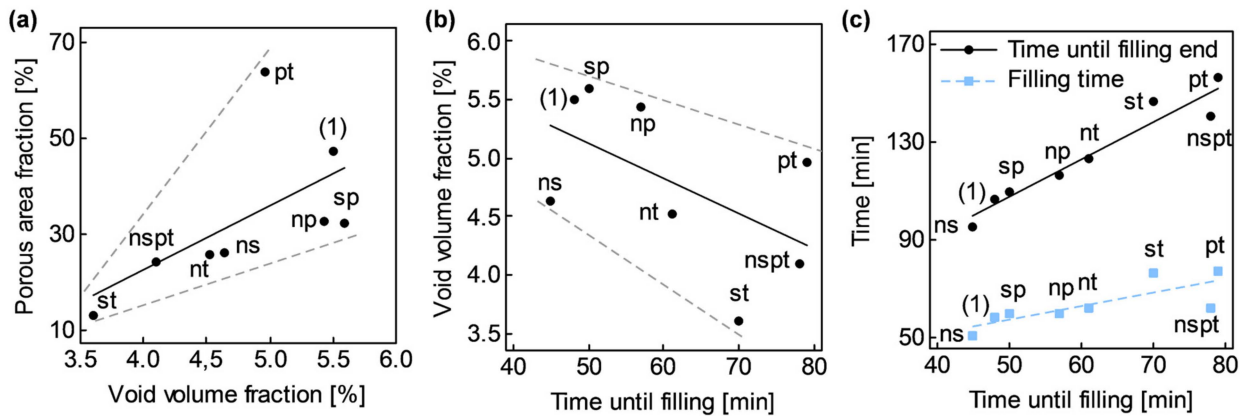 (a)
Porous area fraction [%]
70
50
30
10
pt
(1)
sp
np
nspt
ns
nt
st
3.5
4.0
4,5
5.0
5.5
6.0
Void volume fraction [%]
(b)
Void volume fraction [%]
6.0
5.5
5.0
4.5
4.0
3.5
sp
(1)
np
pt
ns
nt
nspt
st
40
50
60
70
80
Time until filling [min]
(c)
Time [min]
170
130
90
50
Time until filling end
Filling time
pt
st
nspt
nt
np
sp
(1)
ns
pt
st
np
nt
sp
(1)
nspt
ns
40
50
60
70
80
Time until filling [min]